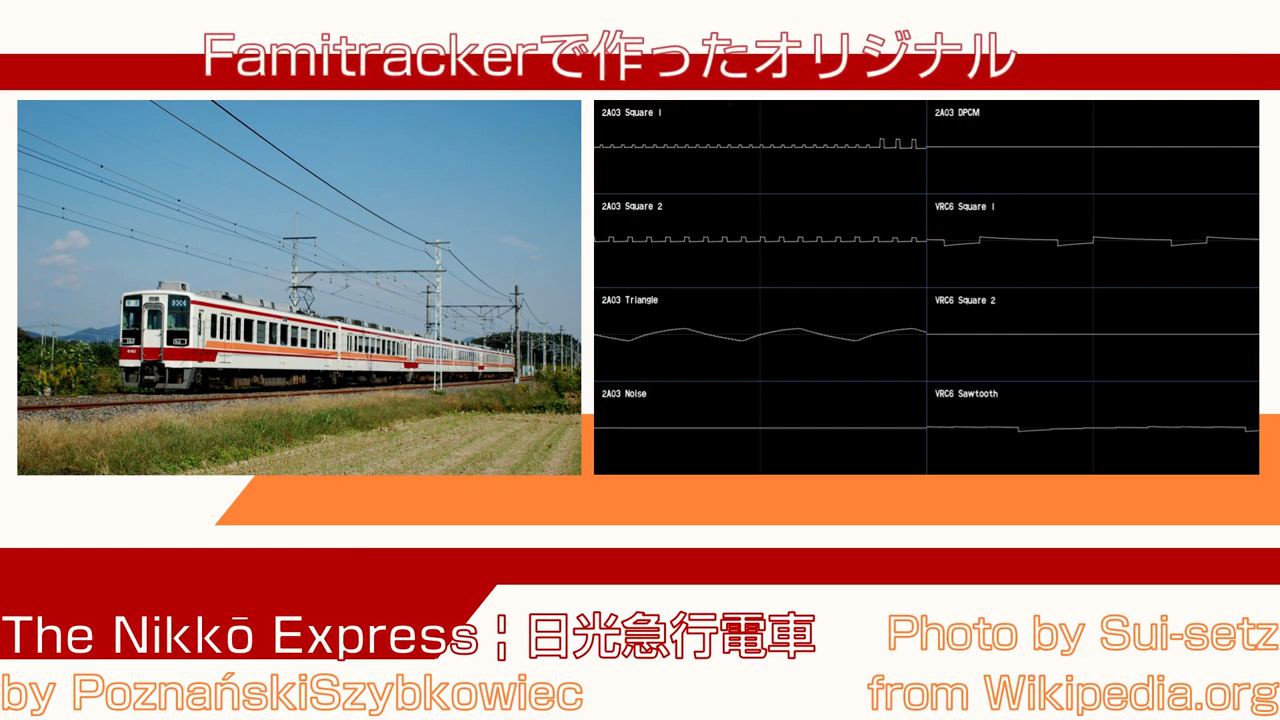 Famitrackerで作ったオリジナル
2A03 Square 1
2A03 DPCM
2A03 Square 2
VRC6 Square 1
2A03 Triangle
VRC6 Square 2
2A03 Noise
VRC6 Sawtooth
The Nikkō Express ¦ 日光急行電車
by PoznańskiSzybkowiec
Photo by Sui-setz
from Wikipedia.org